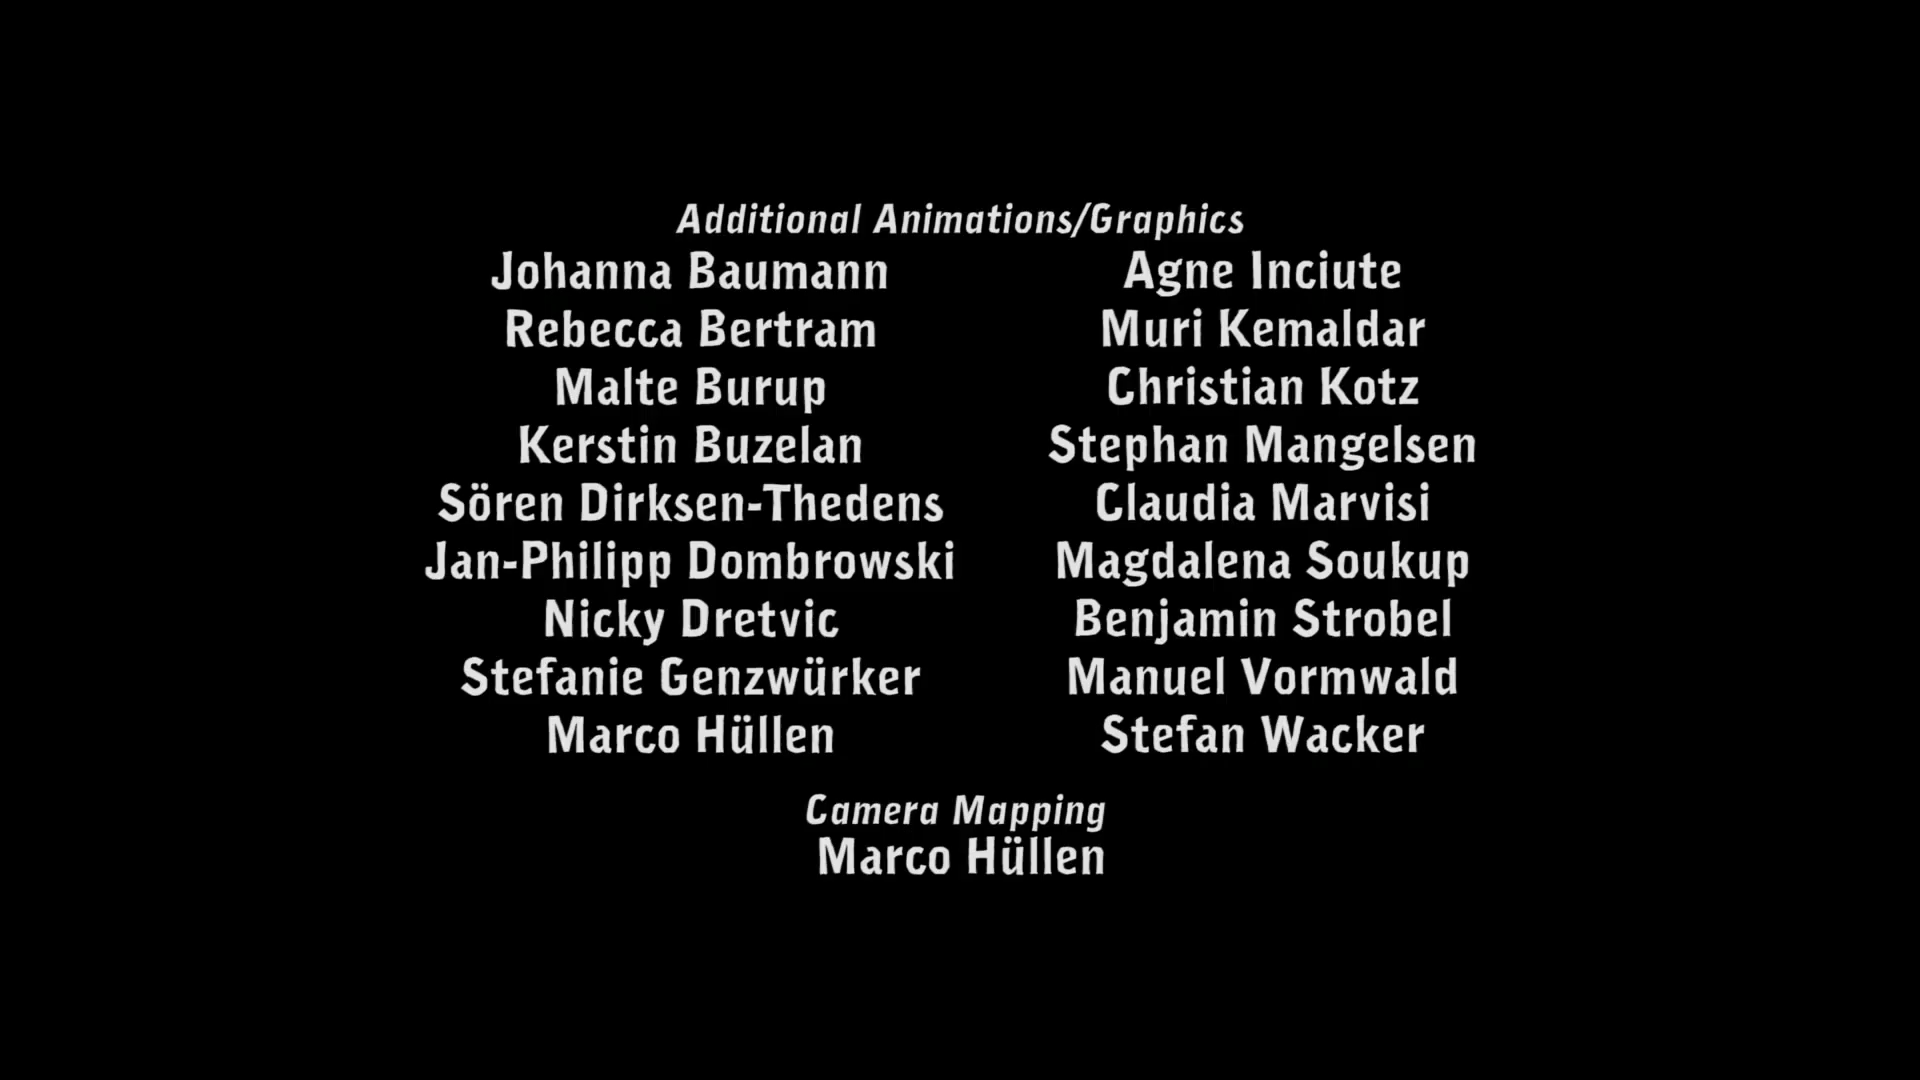 Additional Animations/Graphics
Johanna Baumann
Rebecca Bertram
Malte Burup
Kerstin Buzelan
Sören Dirksen-Thedens
Jan-Philipp Dombrowski
Nicky Dretvic
Stefanie Genzwürker
Marco Hüllen
Agne Inciute
Muri Kemaldar
Christian Kotz
Stephan Mangelsen
Claudia Marvisi
Magdalena Soukup
Benjamin Strobel
Manuel Vormwald
Stefan Wacker
Camera Mapping
Marco Hüllen